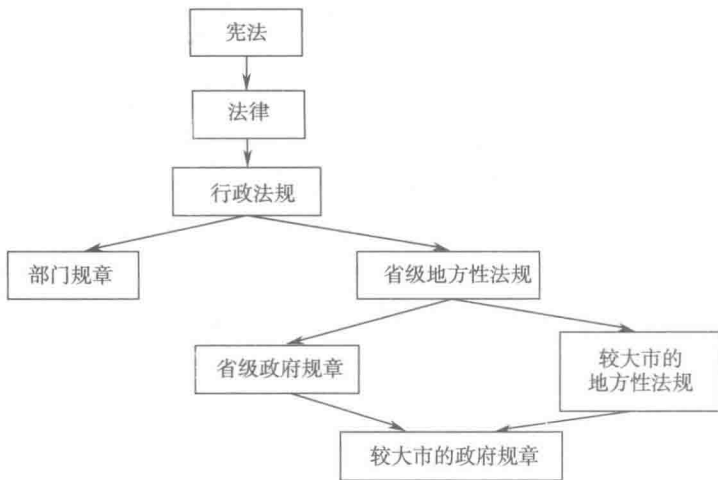 宪法
法律
行政法规
部门规章
省级地方性法规
省级政府规章
较大市的
地方性法规
较大市的政府规章